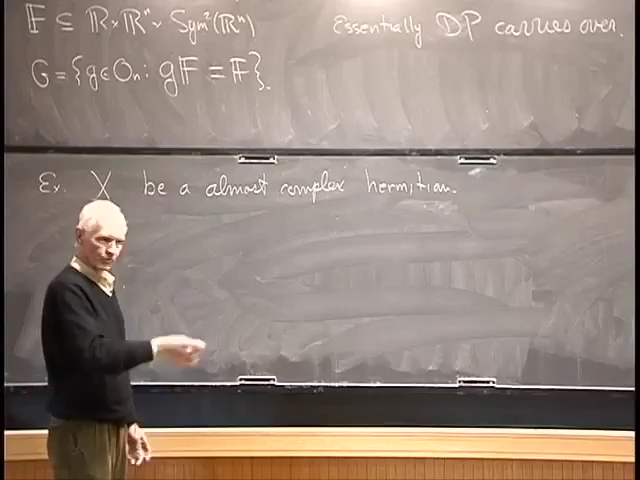 F ⊆ ℝ×ℝⁿ×Sym²(ℝⁿ)
Essentially DP carries over.
G = {g∈Oₙ: gF = F}.
Ex. X be a almost complex hermitian.